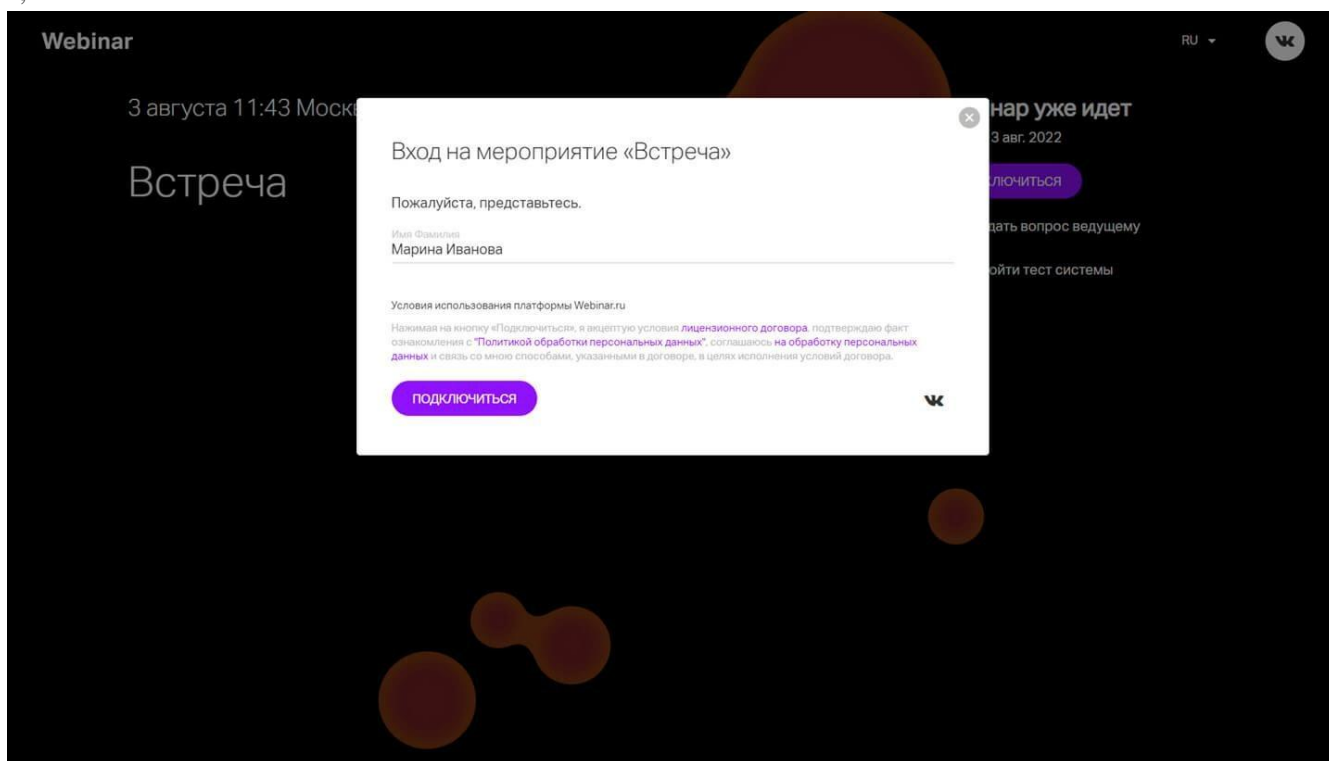 Webinar
RU
3 августа 11:43 Моск
нар уже идет
3 авг. 2022
Встреча
лючиться
дать вопрос ведущему
ойти тест системы
Вход на мероприятие «Встреча»
Пожалуйста, представьтесь.
Имя Фамилия
Марина Иванова
Условия использования платформы Webinar.ru
Нажимая на кнопку «Подключиться», я акцептую условия лицензионного договора, подтверждаю факт
ознакомления с "Политикой обработки персональных данных", соглашаюсь на обработку персональных
данных и связь со мною способами, указанными в договоре, в целях исполнения условий договора.
ПОДКЛЮЧИТЬСЯ